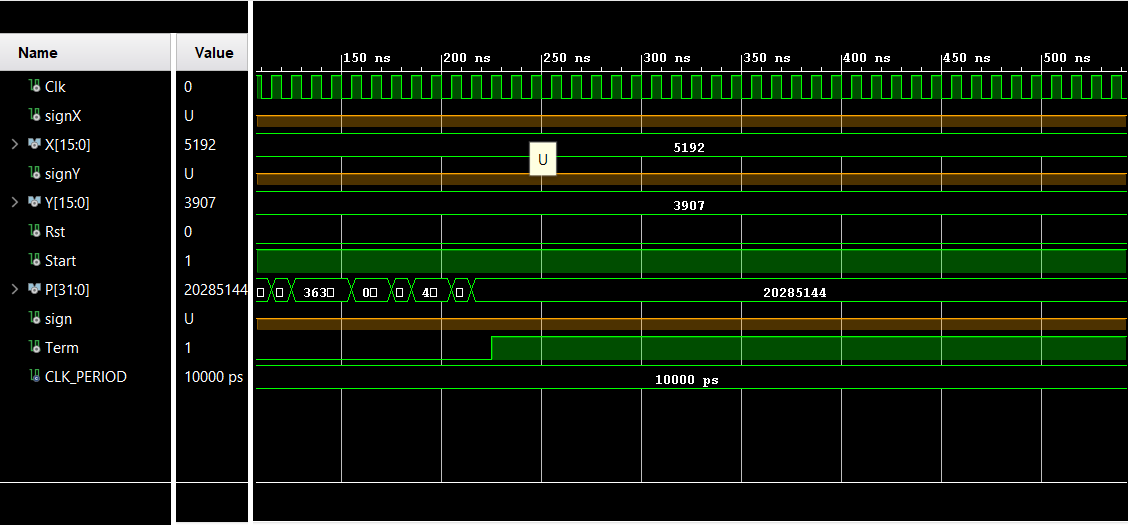 Name Value
150 ns 200 ns 250 ns 300 ns 350 ns 400 ns 450 ns 500 ns
Clk 0
signX U
X[15:0] 5192 5192
U
signY U
Y[15:0] 3907 3907
Rst 0
Start 1
P[31:0] 20285144 363 0 4 20285144
sign U
Term 1
CLK_PERIOD 10000 ps 10000 ps